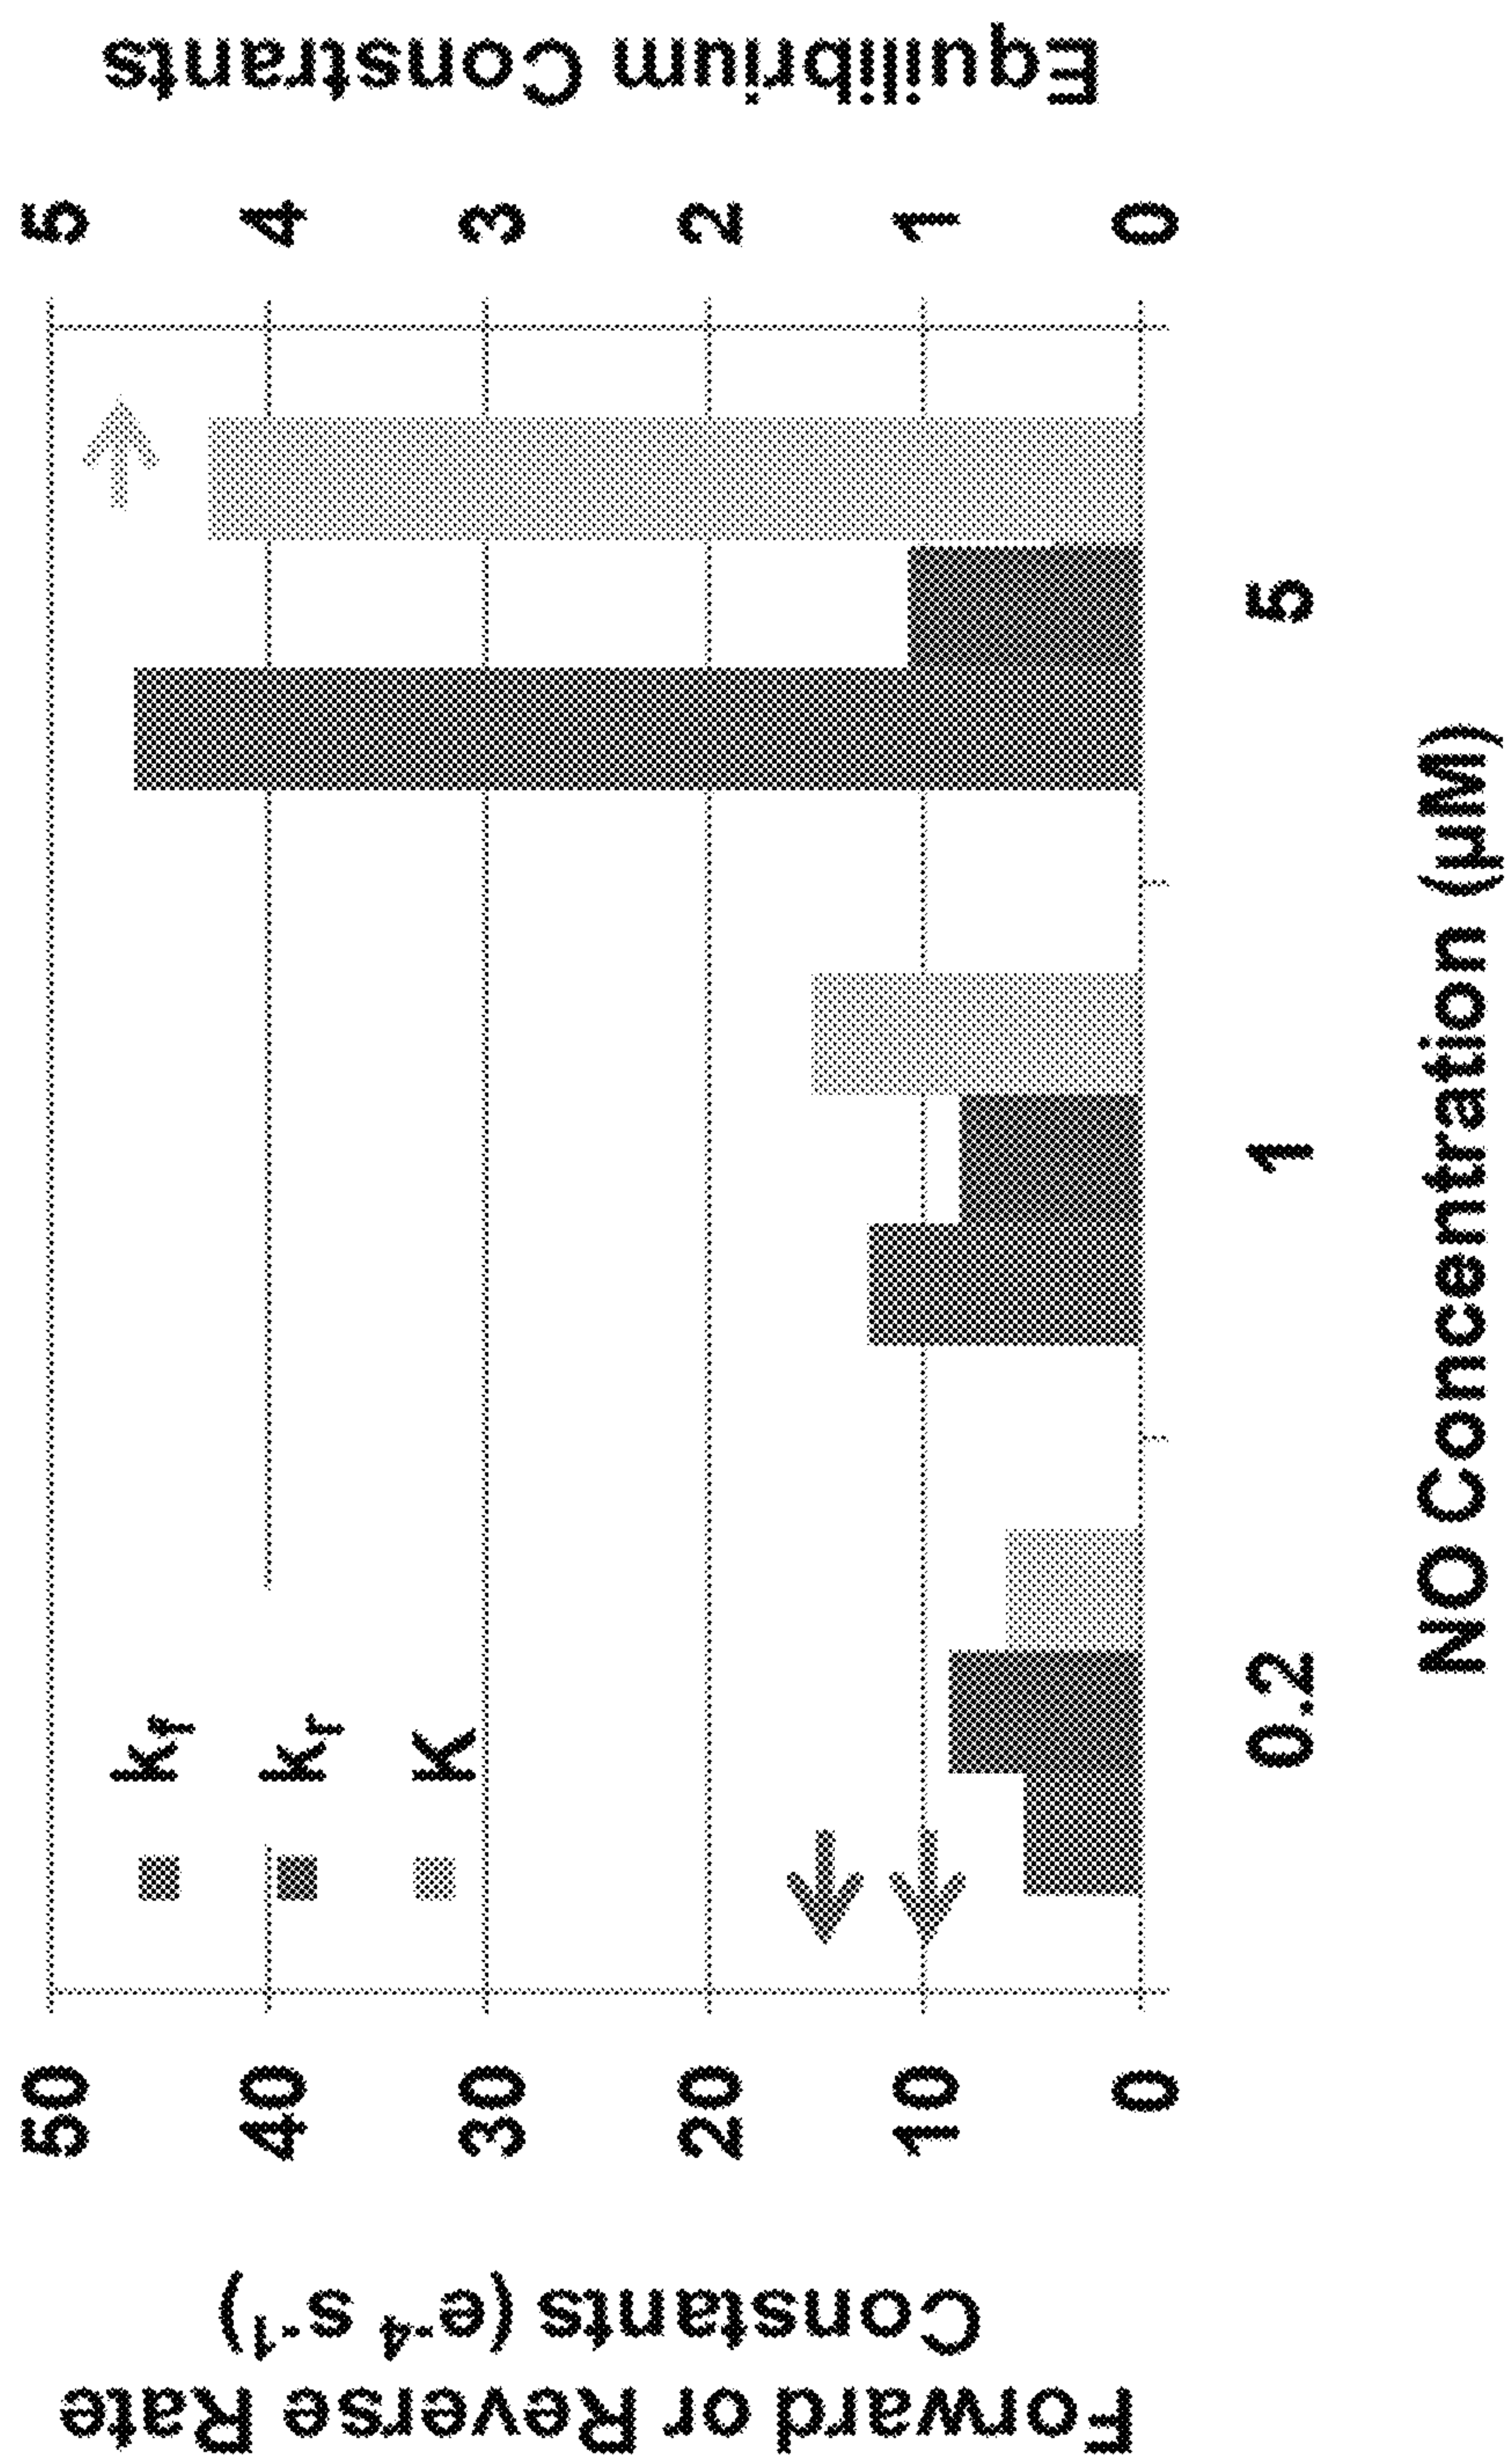 Forward or Reverse Rate
Constants (e⁻⁴ s⁻¹)
50
40
30
20
10
0
kf
kr
K
5
4
3
2
1
0
Equilibrium Constrants
0.2
1
5
NO Concentration (µM)